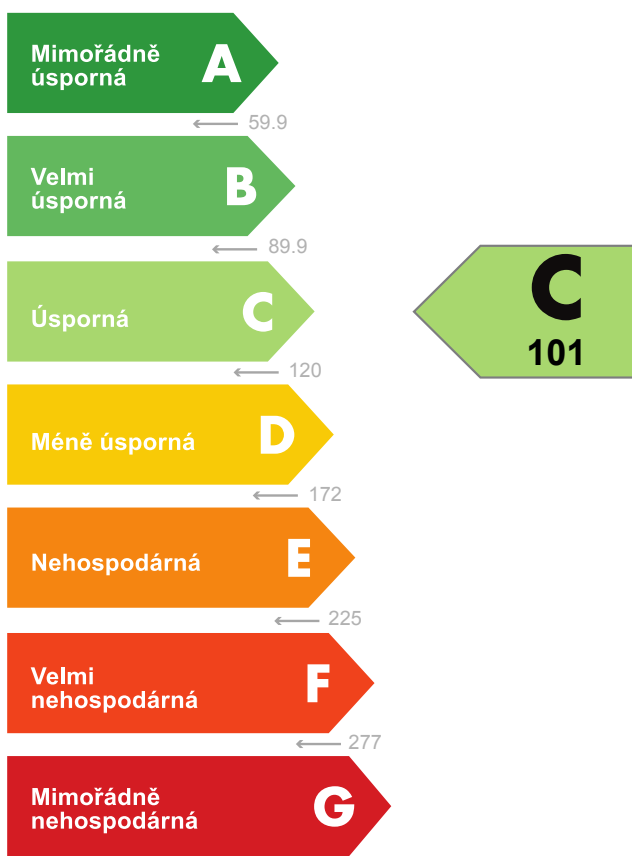 Mimořádně
úsporná
A
59.9
Velmi
úsporná
B
89.9
Úsporná
C
C
101
120
Méně úsporná
D
172
Nehospodárná
E
225
Velmi
nehospodárná
F
277
Mimořádně
nehospodárná
G